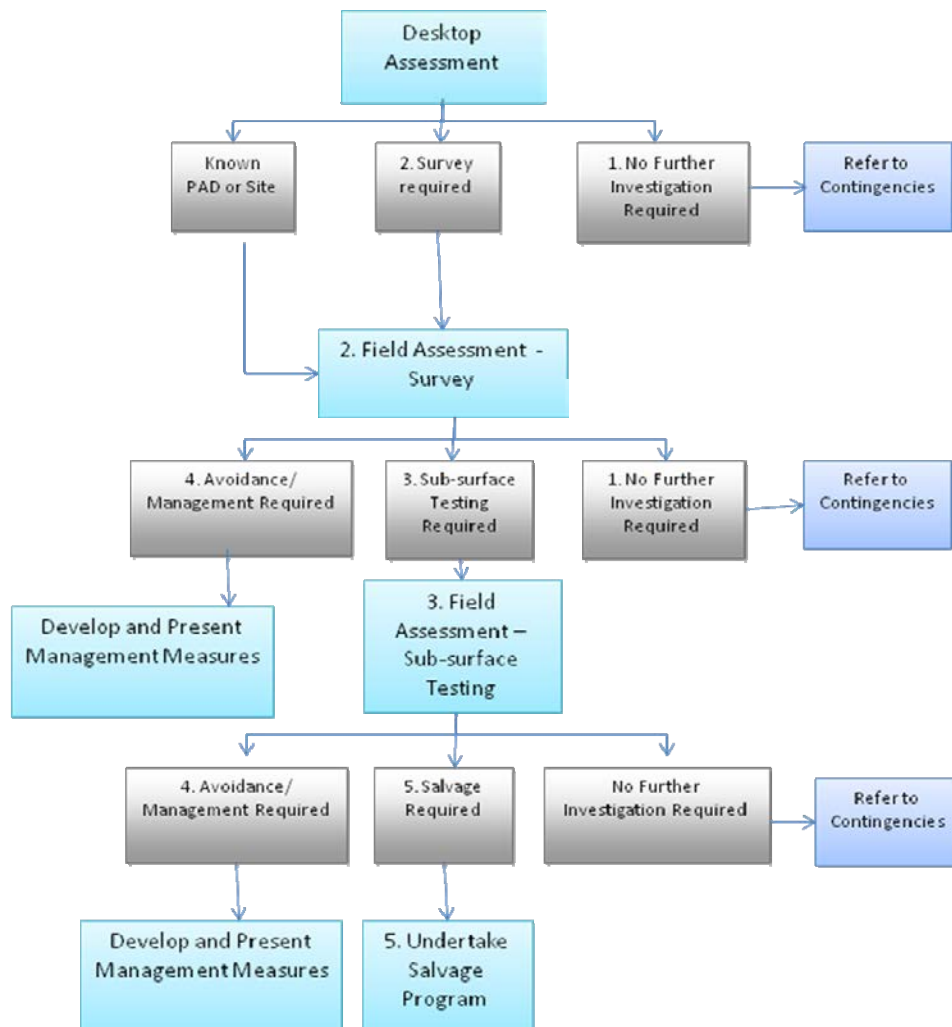 Desktop
Assessment
Known
PAD or Site
2. Survey
required
1. No Further
Investigation
Required
Refer to
Contingencies
2. Field Assessment -
Survey
4. Avoidance/
Management Required
3. Sub-surface
Testing
Required
1. No Further
Investigation
Required
Refer to
Contingencies
Develop and Present
Management Measures
3. Field
Assessment –
Sub-surface
Testing
4. Avoidance/
Management Required
5. Salvage
Required
No Further
Investigation Required
Refer to
Contingencies
Develop and Present
Management Measures
5. Undertake
Salvage
Program